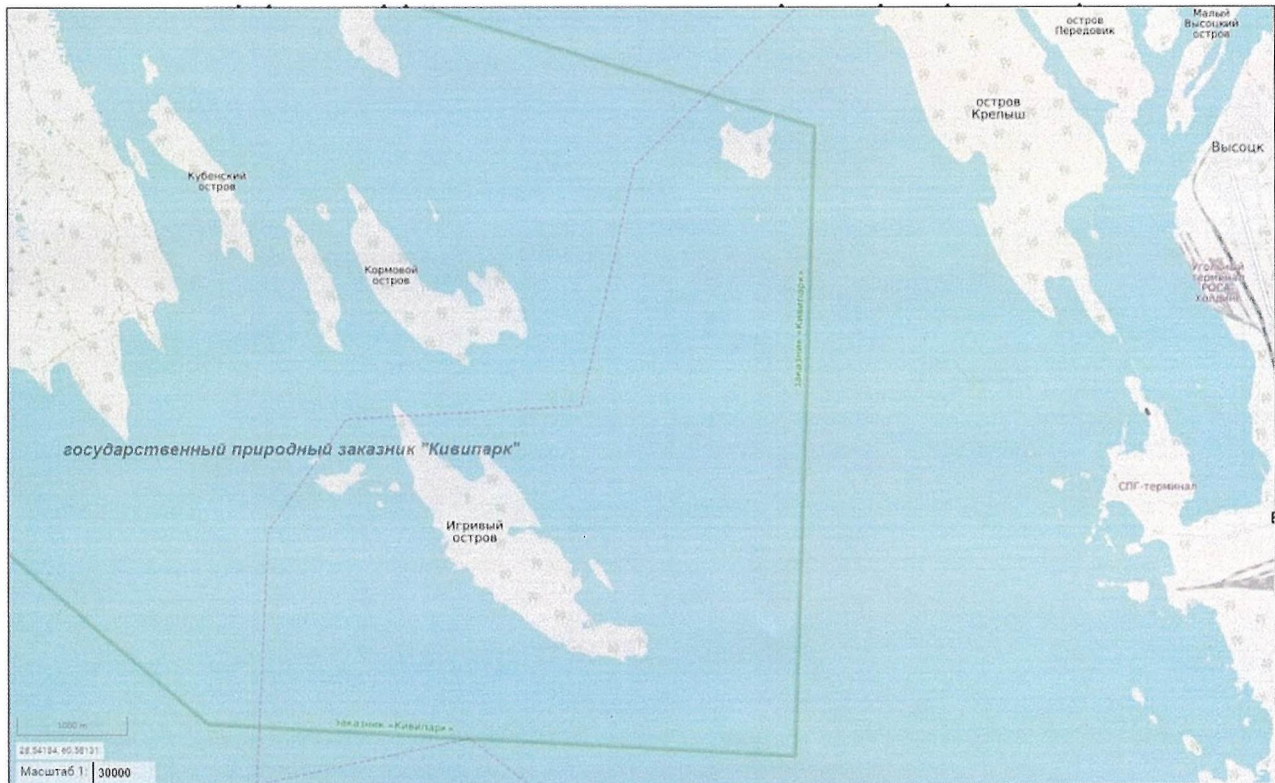 остров
Передовик
Малый
Высоцкий
остров
остров
Крепыш
Высоцк
Кубенский
остров
Кормовой
остров
Угольный
терминал
РОСА
холдинг
заказник «Кивипарк»
государственный природный заказник "Кивипарк"
СПГ-терминал
Игривый
остров
В
заказник «Кивипарк»
1000 m
Масштаб 1: 30000